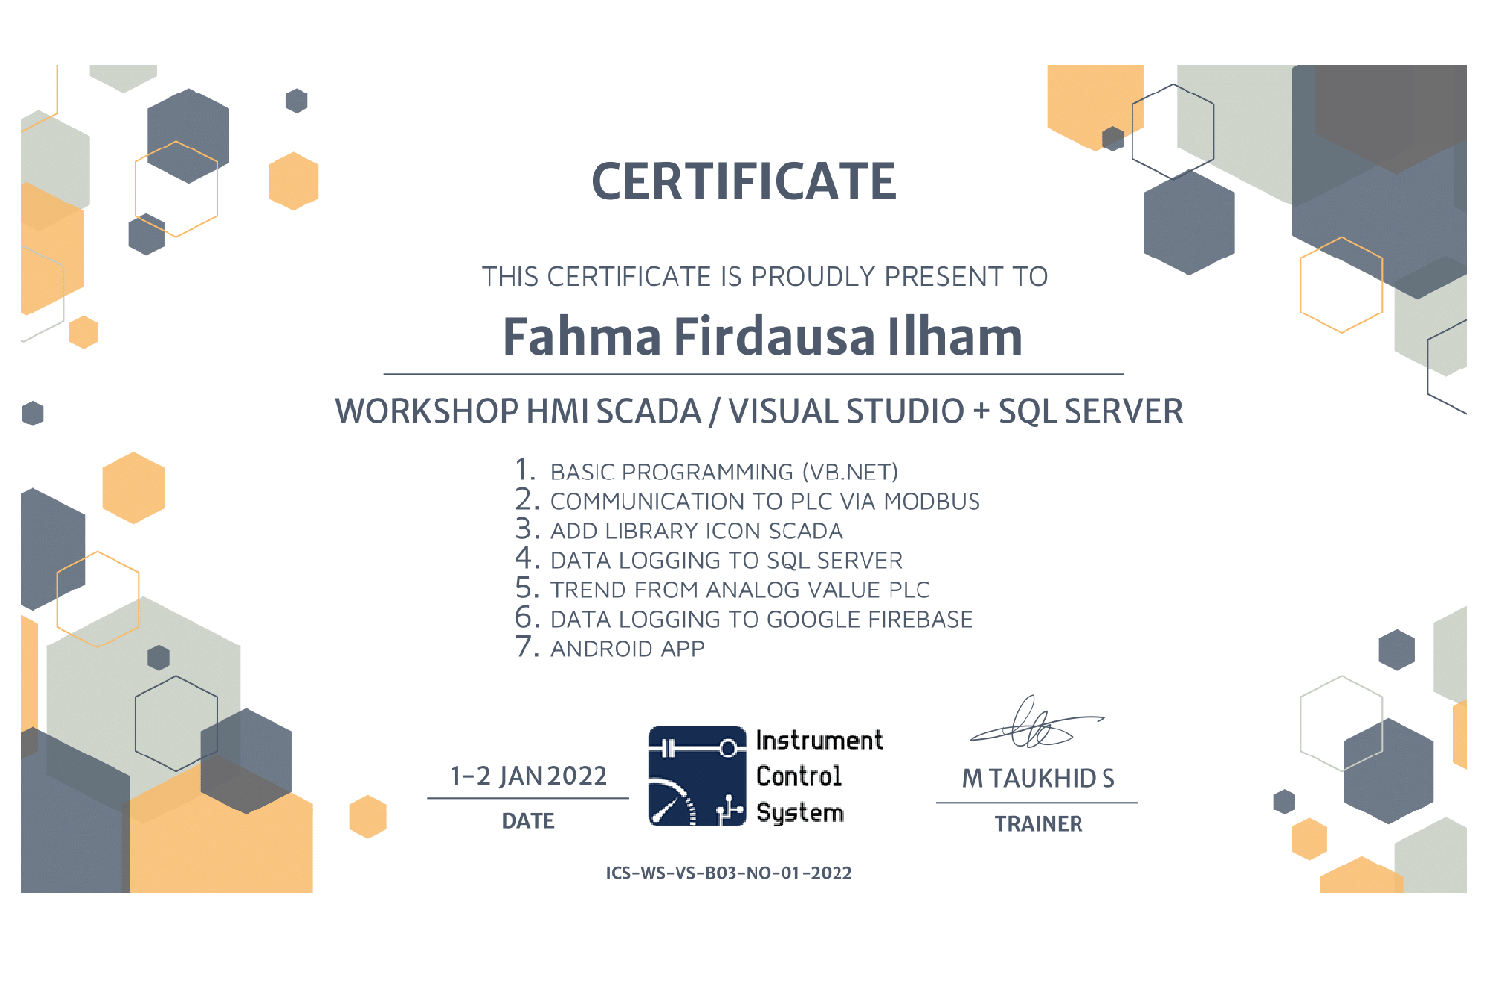 CERTIFICATE
THIS CERTIFICATE IS PROUDLY PRESENT TO
Fahma Firdausa Ilham
WORKSHOP HMI SCADA / VISUAL STUDIO + SQL SERVER
1. BASIC PROGRAMMING (VB.NET)
2. COMMUNICATION TO PLC VIA MODBUS
3. ADD LIBRARY ICON SCADA
4. DATA LOGGING TO SQL SERVER
5. TREND FROM ANALOG VALUE PLC
6. DATA LOGGING TO GOOGLE FIREBASE
7. ANDROID APP
1-2 JAN 2022
DATE
Instrument
Control
System
M TAUKHID S
TRAINER
ICS-WS-VS-B03-NO-01-2022